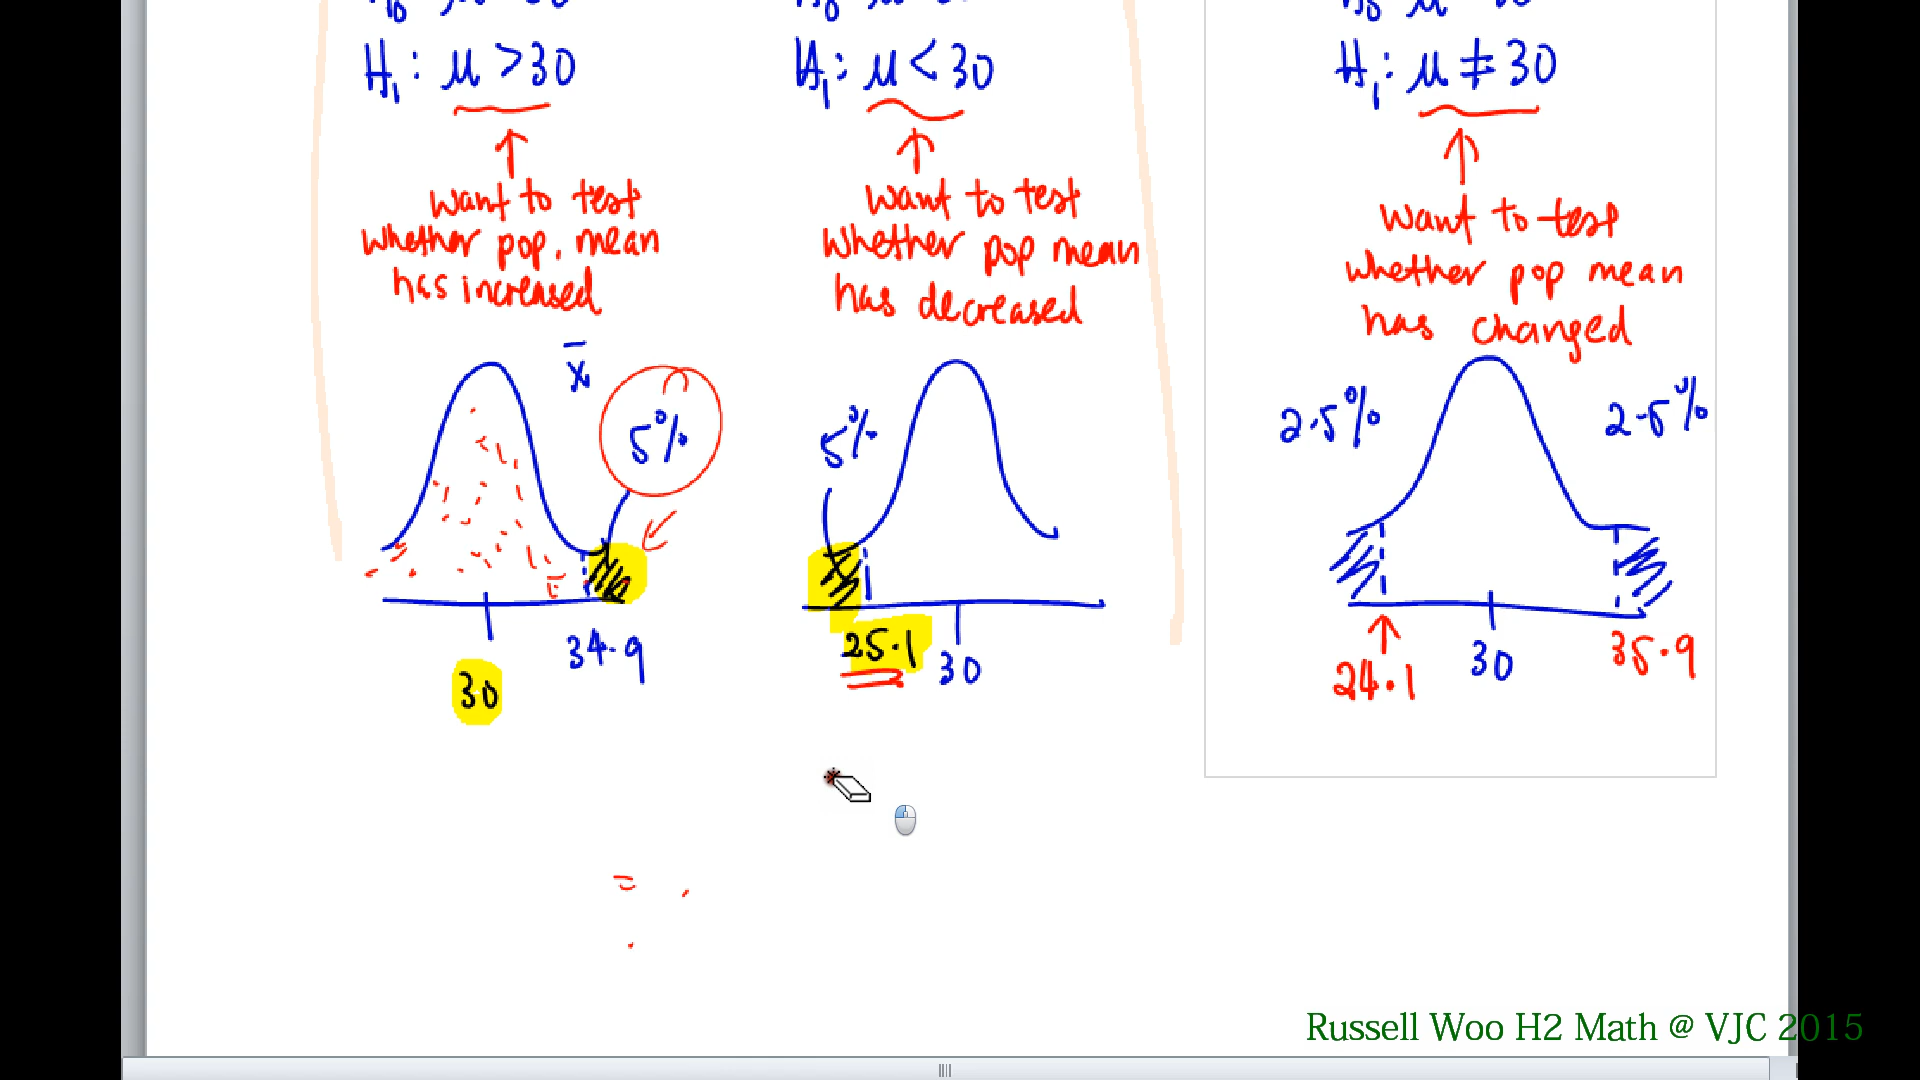 H₁: μ > 30
want to test
whether pop. mean
has increased
x̄
5%
30
34.9
H₁: μ < 30
want to test
whether pop mean
has decreased
5%
25.1
30
H₁: μ ≠ 30
want to test
whether pop mean
has changed
2.5%
2.5%
24.1
30
35.9
Russell Woo H2 Math @ VJC 2015